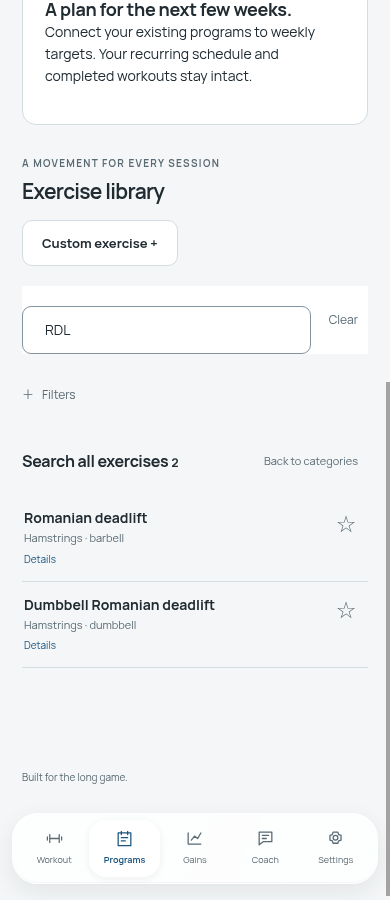 A plan for the next few weeks.
Connect your existing programs to weekly
targets. Your recurring schedule and
completed workouts stay intact.
A MOVEMENT FOR EVERY SESSION
Exercise library
Custom exercise +
RDL
Clear
+ Filters
Search all exercises 2
Back to categories
Romanian deadlift
Hamstrings · barbell
Details
Dumbbell Romanian deadlift
Hamstrings · dumbbell
Details
Built for the long game.
Workout
Programs
Gains
Coach
Settings